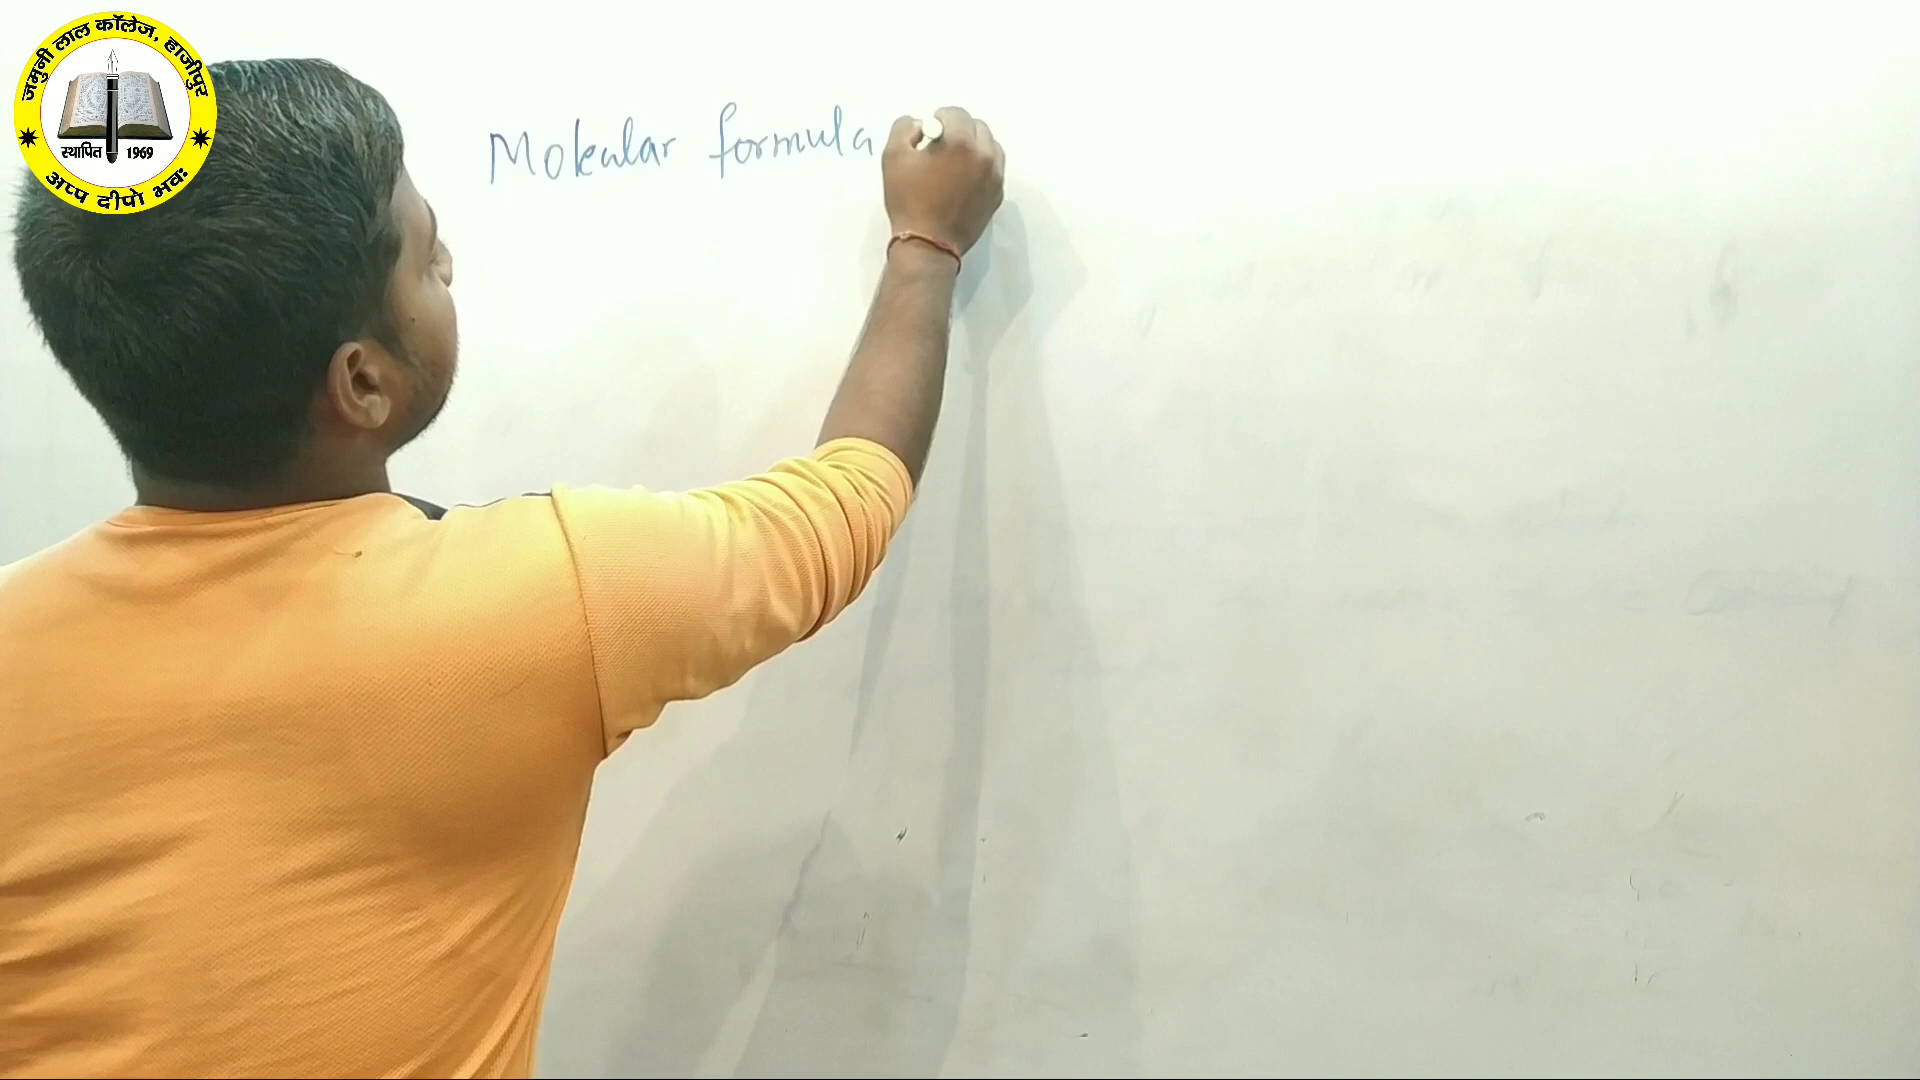 जमुनी लाल कॉलेज, हाजीपुर
स्थापित 1969
अप्प दीपो भवः
Molecular formula